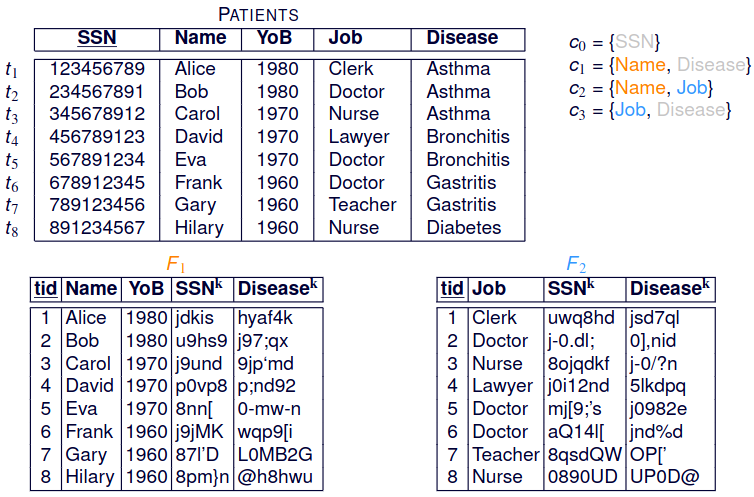 PATIENTS
SSN Name YoB Job Disease
t1 123456789 Alice 1980 Clerk Asthma
t2 234567891 Bob 1980 Doctor Asthma
t3 345678912 Carol 1970 Nurse Asthma
t4 456789123 David 1970 Lawyer Bronchitis
t5 567891234 Eva 1970 Doctor Bronchitis
t6 678912345 Frank 1960 Doctor Gastritis
t7 789123456 Gary 1960 Teacher Gastritis
t8 891234567 Hilary 1960 Nurse Diabetes
c0 = {SSN}
c1 = {Name, Disease}
c2 = {Name, Job}
c3 = {Job, Disease}
F1
tid Name YoB SSNk Diseasek
1 Alice 1980 jdkis hyaf4k
2 Bob 1980 u9hs9 j97;qx
3 Carol 1970 j9und 9jp‘md
4 David 1970 p0vp8 p;nd92
5 Eva 1970 8nn[ 0-mw-n
6 Frank 1960 j9jMK wqp9[i
7 Gary 1960 87l’D L0MB2G
8 Hilary 1960 8pm}n @h8hwu
F2
tid Job SSNk Diseasek
1 Clerk uwq8hd jsd7ql
2 Doctor j-0.dl; 0],nid
3 Nurse 8ojqdkf j-0/?n
4 Lawyer j0i12nd 5lkdpq
5 Doctor mj[9;’s j0982e
6 Doctor aQ14l[ jnd%d
7 Teacher 8qsdQW OP[’
8 Nurse 0890UD UP0D@